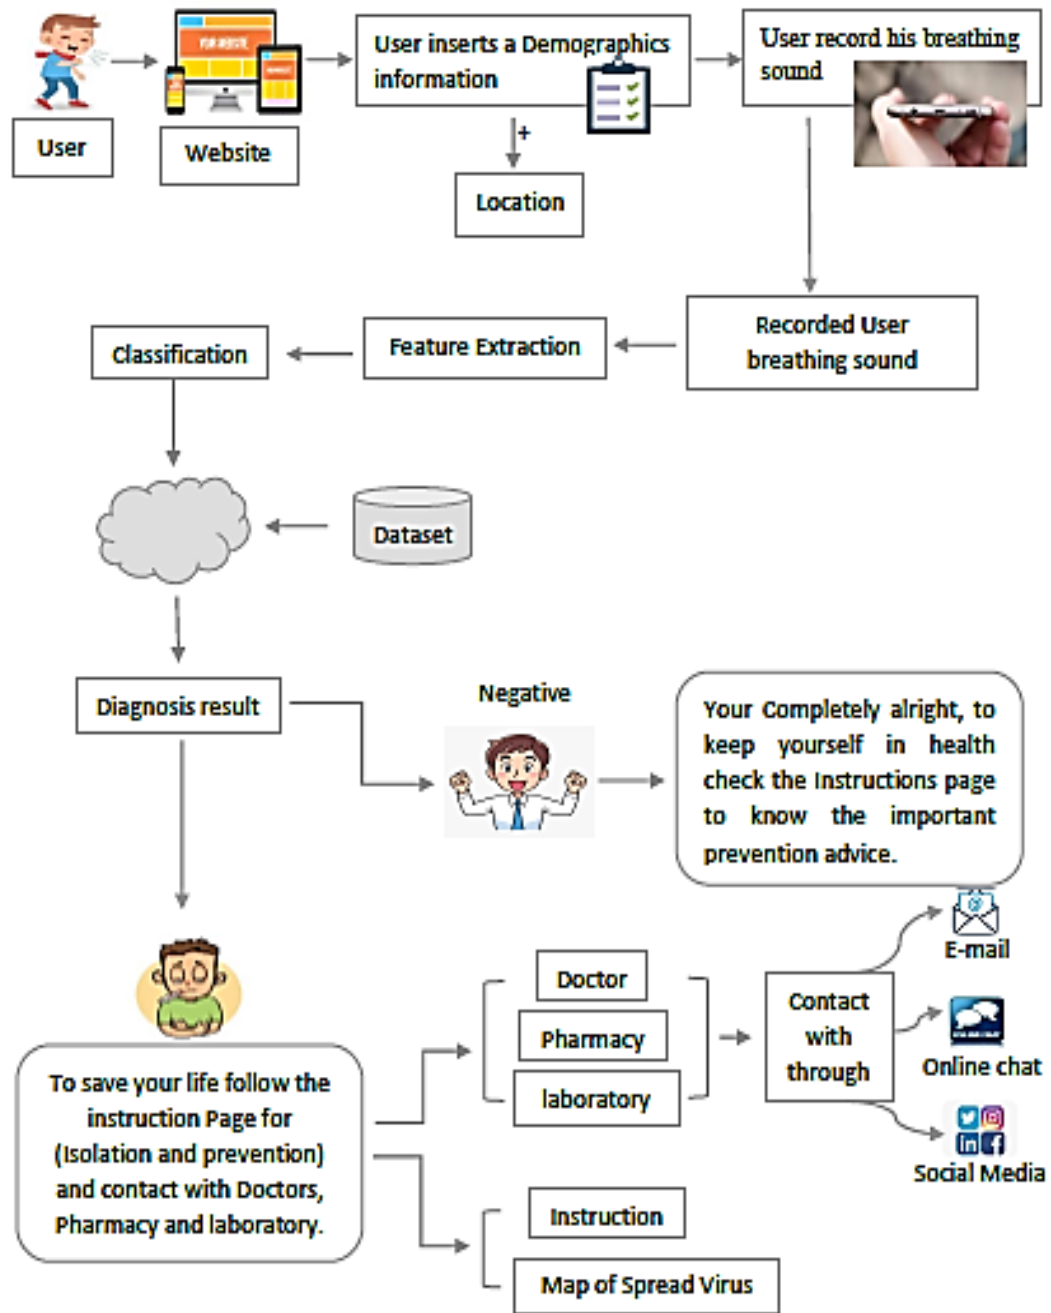 YOUR WEBSITE
User
Website
User inserts a Demographics
information
+
Location
User record his breathing
sound
Recorded User
breathing sound
Feature Extraction
Classification
Dataset
Diagnosis result
Negative
Your Completely alright, to
keep yourself in health
check the Instructions page
to know the important
prevention advice.
To save your life follow the
instruction Page for
(Isolation and prevention)
and contact with Doctors,
Pharmacy and laboratory.
Doctor
Pharmacy
laboratory
Contact
with
through
@
E-mail
Online chat
in f
Social Media
Instruction
Map of Spread Virus